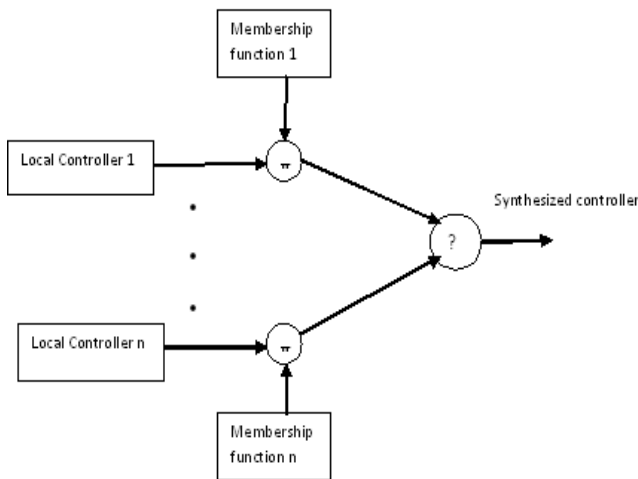 Membership
function 1
Local Controller 1
π
Synthesized controller
?
Local Controller n
π
Membership
function n